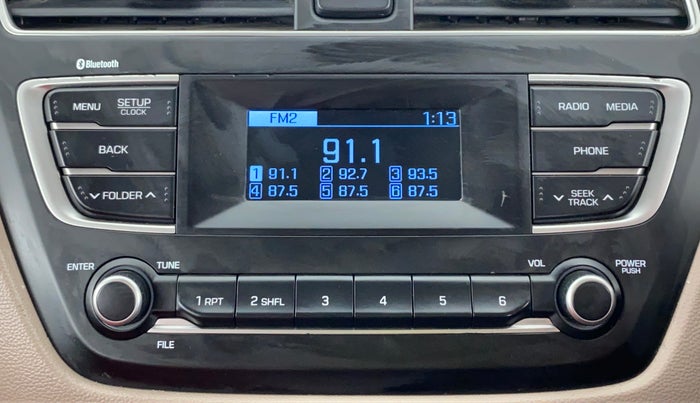 Bluetooth
MENU SETUP CLOCK
BACK
FOLDER
FM2 1:13
91.1
1 91.1 2 92.7 3 93.5
4 87.5 5 87.5 6 87.5
RADIO MEDIA
PHONE
SEEK TRACK
ENTER TUNE
FILE
1 RPT 2 SHFL 3 4 5 6
VOL POWER PUSH